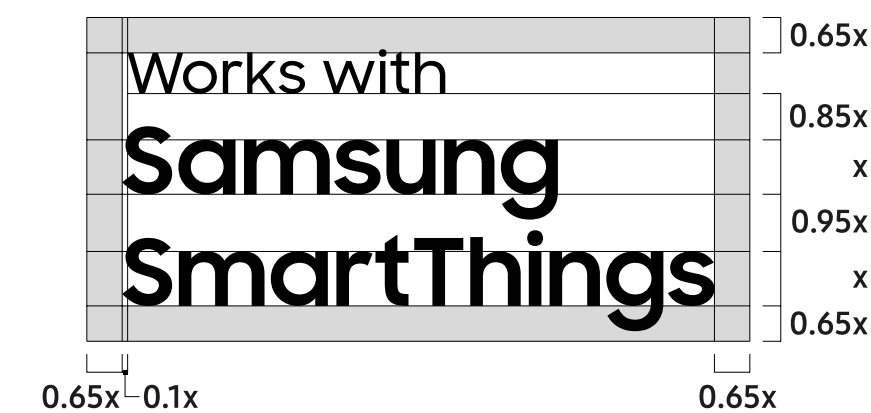 0.65x
Works with
0.85x
Samsung
x
0.95x
SmartThings
x
0.65x
0.65x 0.1x 0.65x